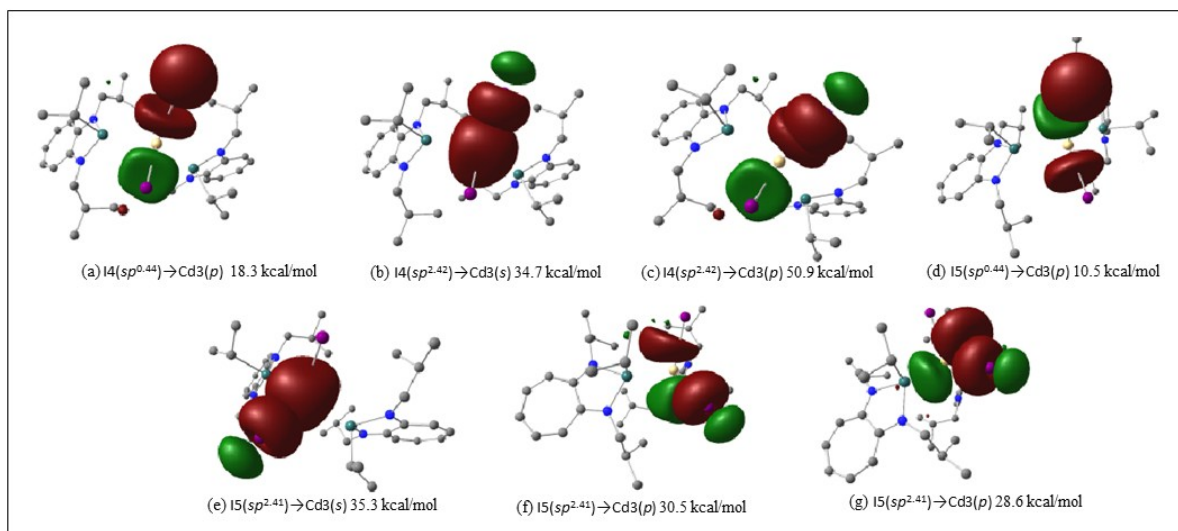 (a) I4(sp0.44)→Cd3(p) 18.3 kcal/mol
(b) I4(sp2.42)→Cd3(s) 34.7 kcal/mol
(c) I4(sp2.42)→Cd3(p) 50.9 kcal/mol
(d) I5(sp0.44)→Cd3(p) 10.5 kcal/mol
(e) I5(sp2.41)→Cd3(s) 35.3 kcal/mol
(f) I5(sp2.41)→Cd3(p) 30.5 kcal/mol
(g) I5(sp2.41)→Cd3(p) 28.6 kcal/mol